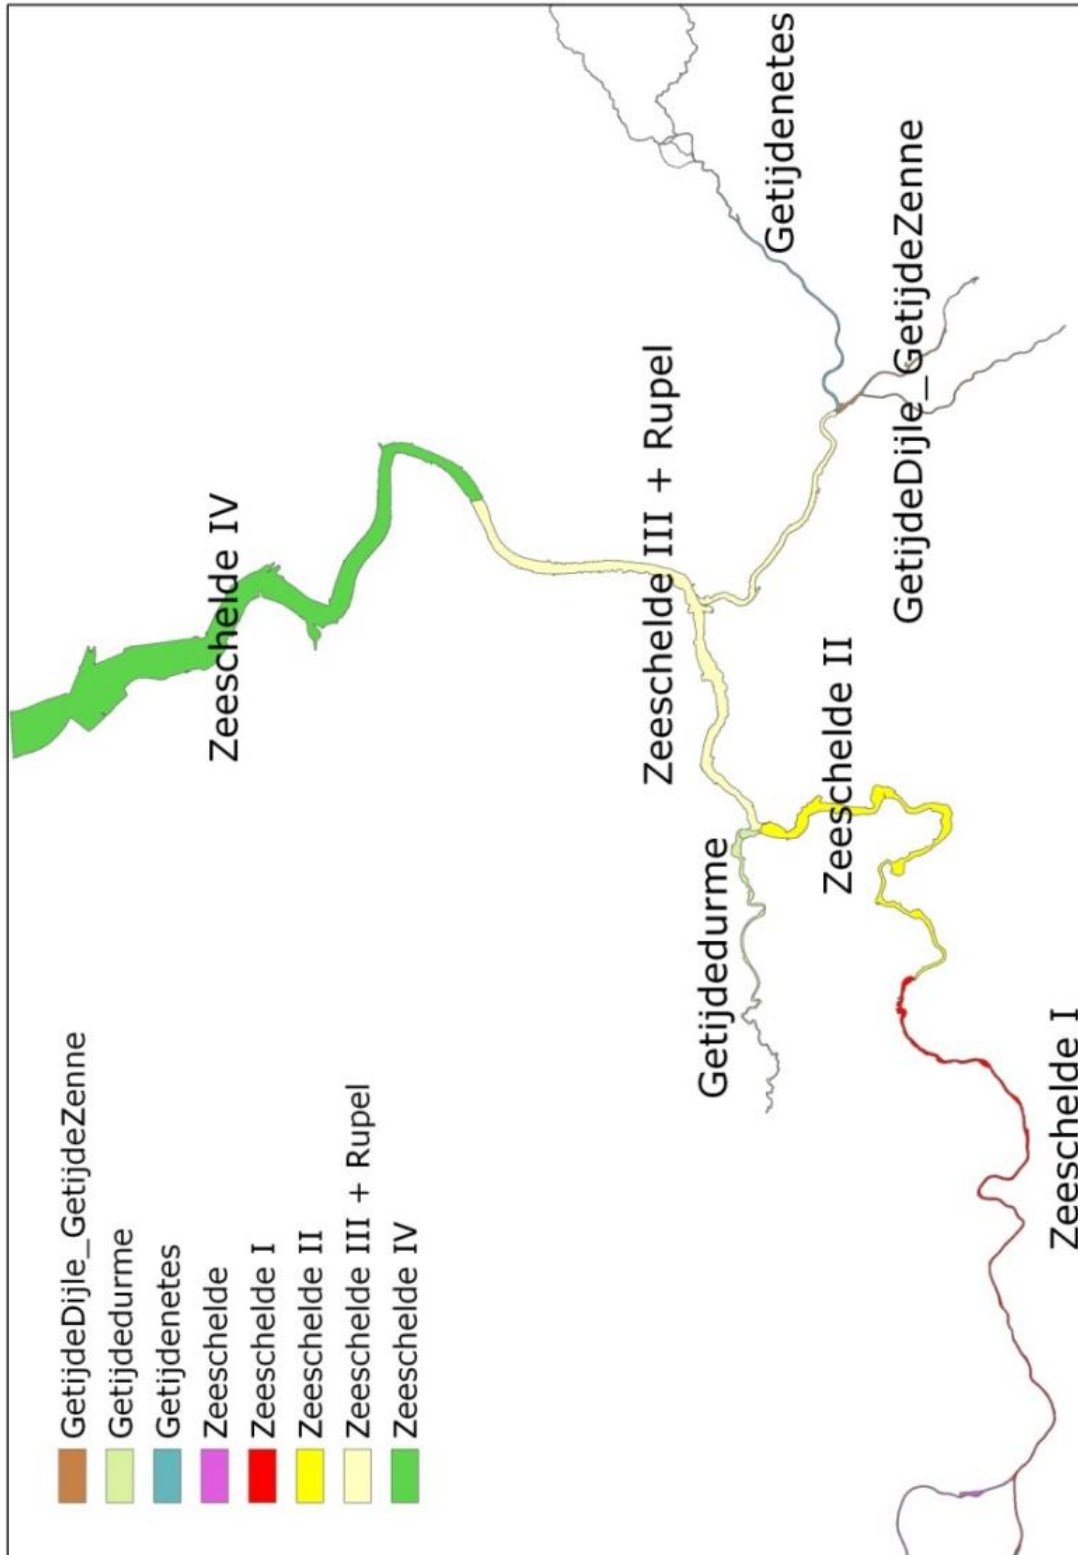 GetijdeDijle_GetijdeZenne
Getijdedurme
Getijdenetes
Zeeschelde
Zeeschelde I
Zeeschelde II
Zeeschelde III + Rupel
Zeeschelde IV
Zeeschelde IV
Zeeschelde III + Rupel
Getijdenetes
GetijdeDijle_GetijdeZenne
Getijdedurme
Zeeschelde II
Zeeschelde I